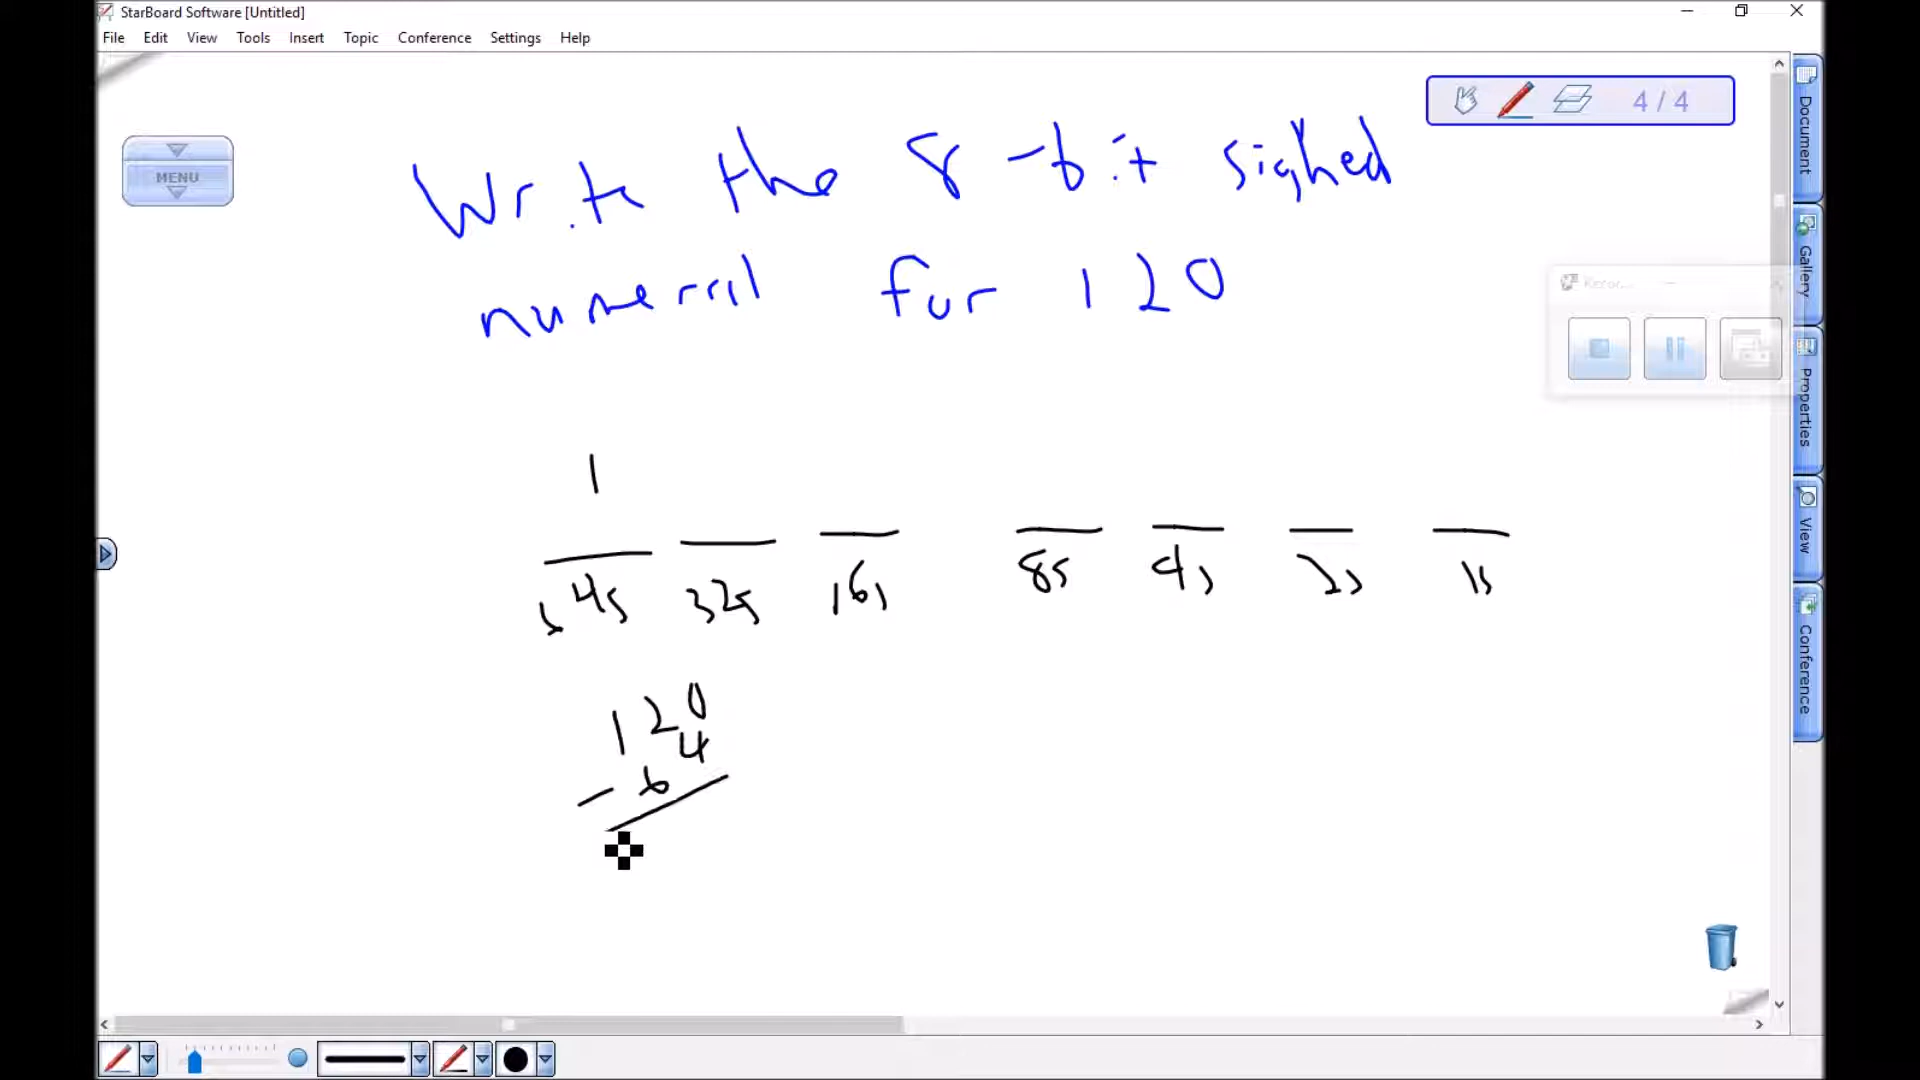 StarBoard Software [Untitled]
File Edit View Tools Insert Topic Conference Settings Help
4 / 4
MENU
Write the 8-bit signed
numeral for 120
1
64s 32s 16s 8s 4s 2s 1s
120
- 64
Document
Gallery
Properties
View
Conference